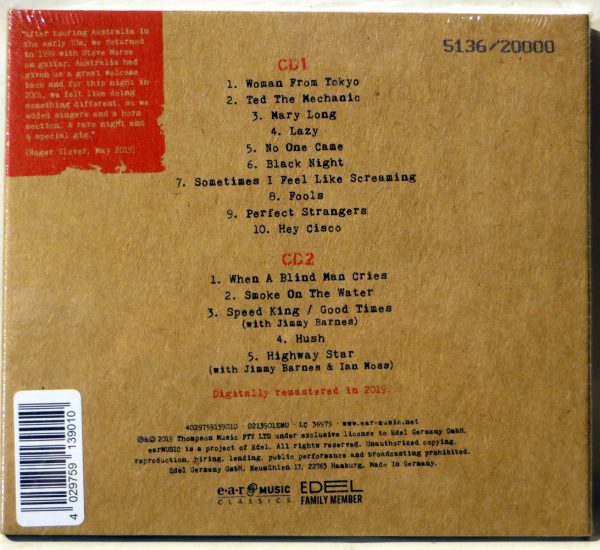 "After touring Australia in
the early 70s, we returned
in 1999 with Steve Morse
on guitar. Australia had
given us a great welcome
back and for this night in
2001, we felt like doing
something different, so we
added singers and a horn
section. A rare night and
a special gig."
(Roger Glover, May 2019)
5136/20000
CD1
1. Woman From Tokyo
2. Ted The Mechanic
3. Mary Long
4. Lazy
5. No One Came
6. Black Night
7. Sometimes I Feel Like Screaming
8. Fools
9. Perfect Strangers
10. Hey Cisco
CD2
1. When A Blind Man Cries
2. Smoke On The Water
3. Speed King / Good Times
(with Jimmy Barnes)
4. Hush
5. Highway Star
(with Jimmy Barnes & Ian Moss)
Digitally remastered in 2019.
4029759139010 · 0213901EMU · LC 36979 · www.ear-music.net
℗&© 2019 Thompson Music PTY LTD under exclusive license to Edel Germany GmbH.
earMUSIC is a project of Edel. All rights reserved. Unauthorized copying,
reproduction, hiring, lending, public performance and broadcasting prohibited.
Edel Germany GmbH, Neumühlen 17, 22763 Hamburg. Made in Germany.
e·a·r MUSIC
CLASSICS
EDEL
FAMILY MEMBER
4 029759 139010